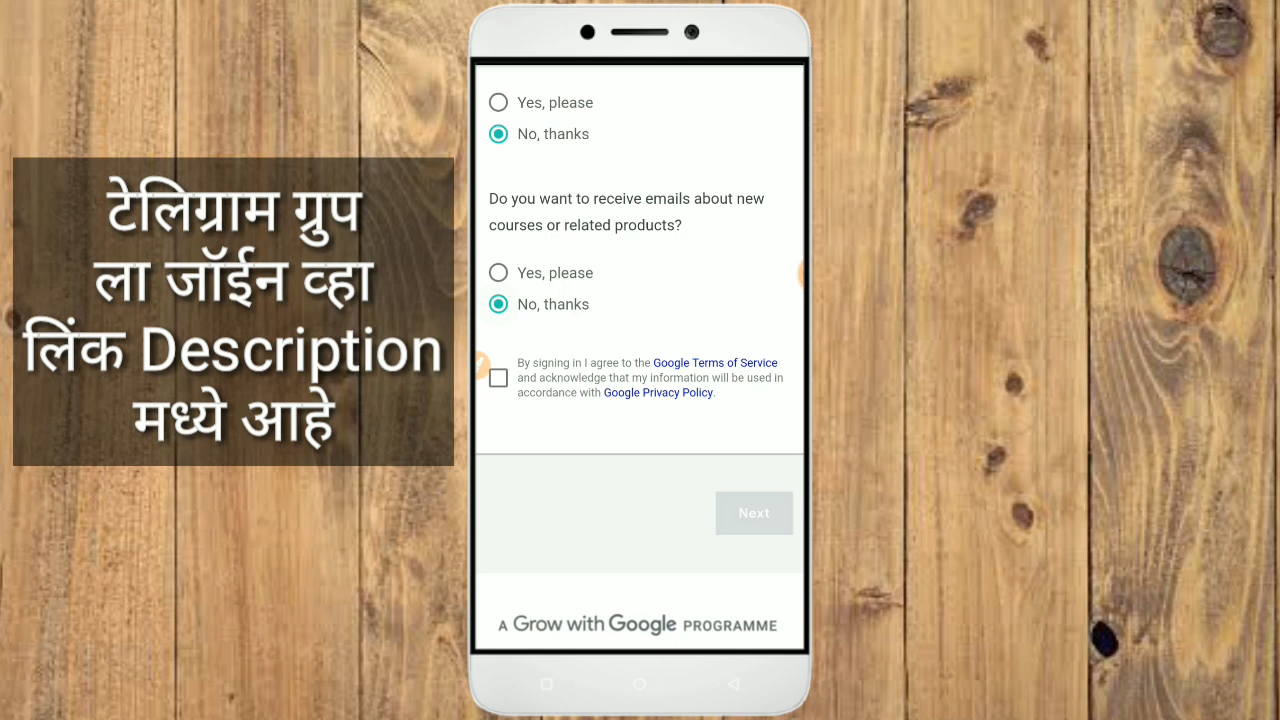 टेलिग्राम ग्रुप
ला जॉईन व्हा
लिंक Description
मध्ये आहे
Yes, please
No, thanks
Do you want to receive emails about new
courses or related products?
Yes, please
No, thanks
By signing in I agree to the Google Terms of Service
and acknowledge that my information will be used in
accordance with Google Privacy Policy.
Next
A Grow with Google PROGRAMME